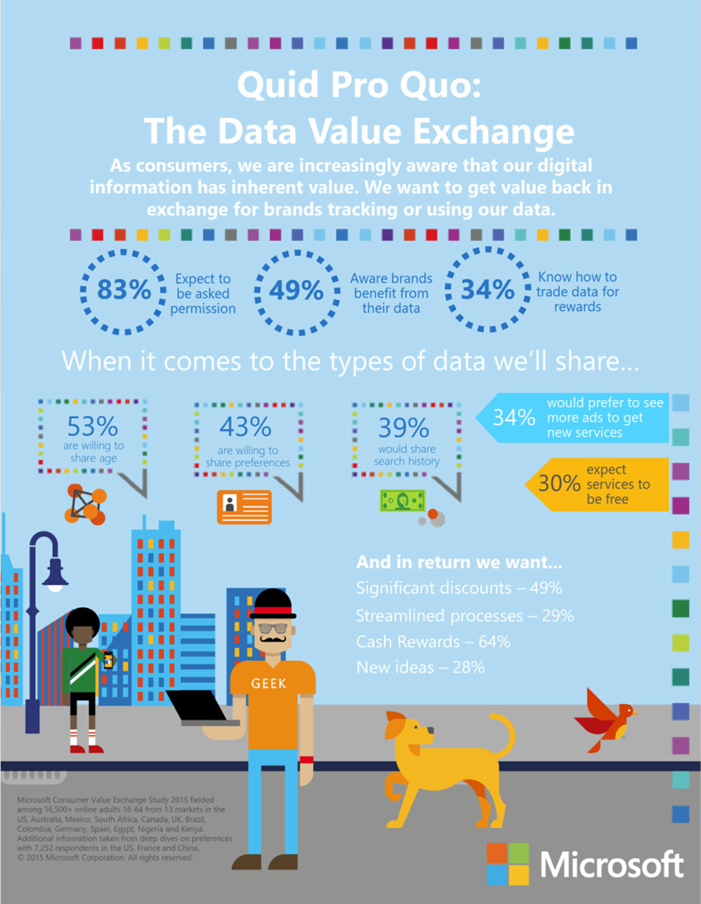 Quid Pro Quo:
The Data Value Exchange
As consumers, we are increasingly aware that our digital
information has inherent value. We want to get value back in
exchange for brands tracking or using our data.
83%
Expect to
be asked
permission
49%
Aware brands
benefit from
their data
34%
Know how to
trade data for
rewards
When it comes to the types of data we'll share...
53%
are willing to
share age
43%
are willing to
share preferences
39%
would share
search history
34%
would prefer to see
more ads to get
new services
30%
expect
services to
be free
And in return we want...
Significant discounts – 49%
Streamlined processes – 29%
Cash Rewards – 64%
New ideas – 28%
GEEK
Microsoft Consumer Value Exchange Study 2015 fielded
among 16,500+ online adults 16-64 from 13 markets in the
US, Australia, Mexico, South Africa, Canada, UK, Brazil,
Colombia, Germany, Spain, Egypt, Nigeria and Kenya.
Additional information taken from deep dives on preferences
with 7,252 respondents in the US, France and China.
© 2015 Microsoft Corporation. All rights reserved.
Microsoft